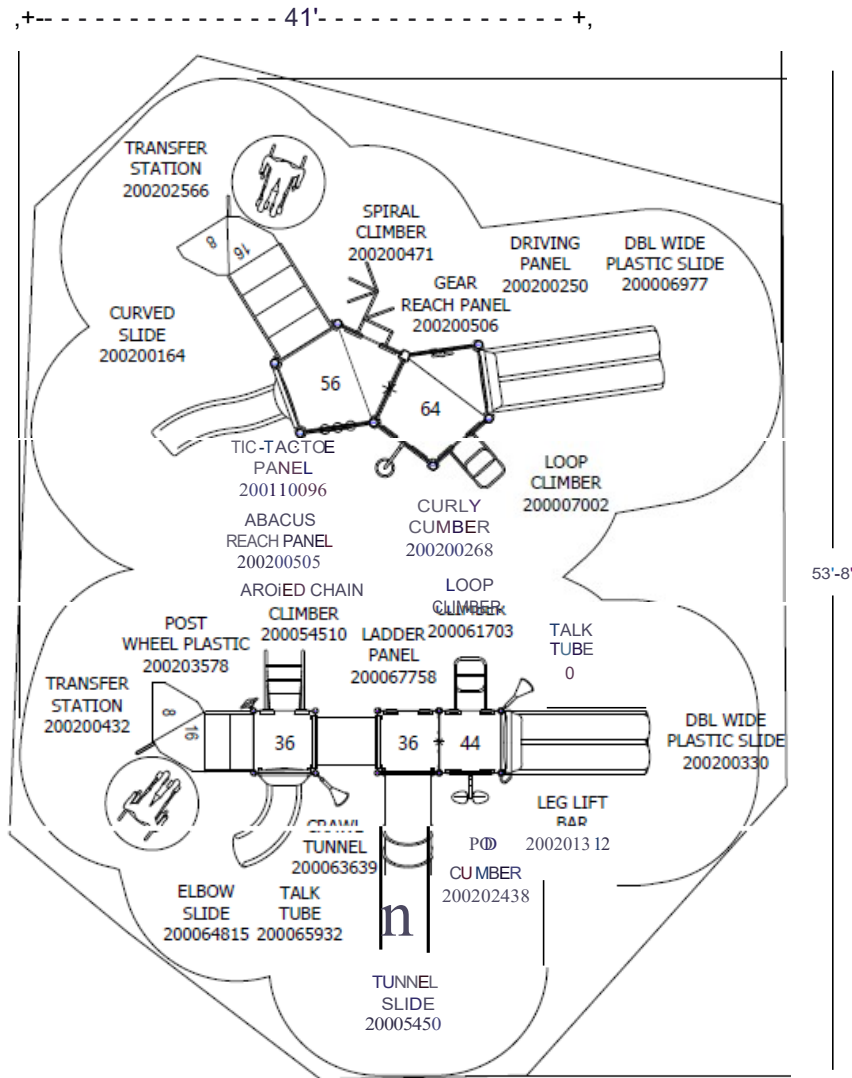 41'
TRANSFER
STATION
200202566
SPIRAL
CLIMBER
200200471
DRIVING
PANEL
200200250
DBL WIDE
PLASTIC SLIDE
200006977
GEAR
REACH PANEL
200200506
8
16
CURVED
SLIDE
200200164
56
64
TIC-TACTOE
PANEL
200110096
LOOP
CLIMBER
200007002
CURLY
CUMBER
200200268
ABACUS
REACH PANEL
200200505
53'-8'
AROiED CHAIN
CLIMBER
200054510
LOOP
CLIMBER
200061703
POST
WHEEL PLASTIC
200203578
LADDER
PANEL
200067758
TALK
TUBE
0
TRANSFER
STATION
200200432
8
16
36
36
44
DBL WIDE
PLASTIC SLIDE
200200330
LEG LIFT
BAR
200201312
CRAWL
TUNNEL
200063639
POD
CUMBER
200202438
ELBOW
SLIDE
200064815
TALK
TUBE
200065932
n
TUNNEL
SLIDE
20005450